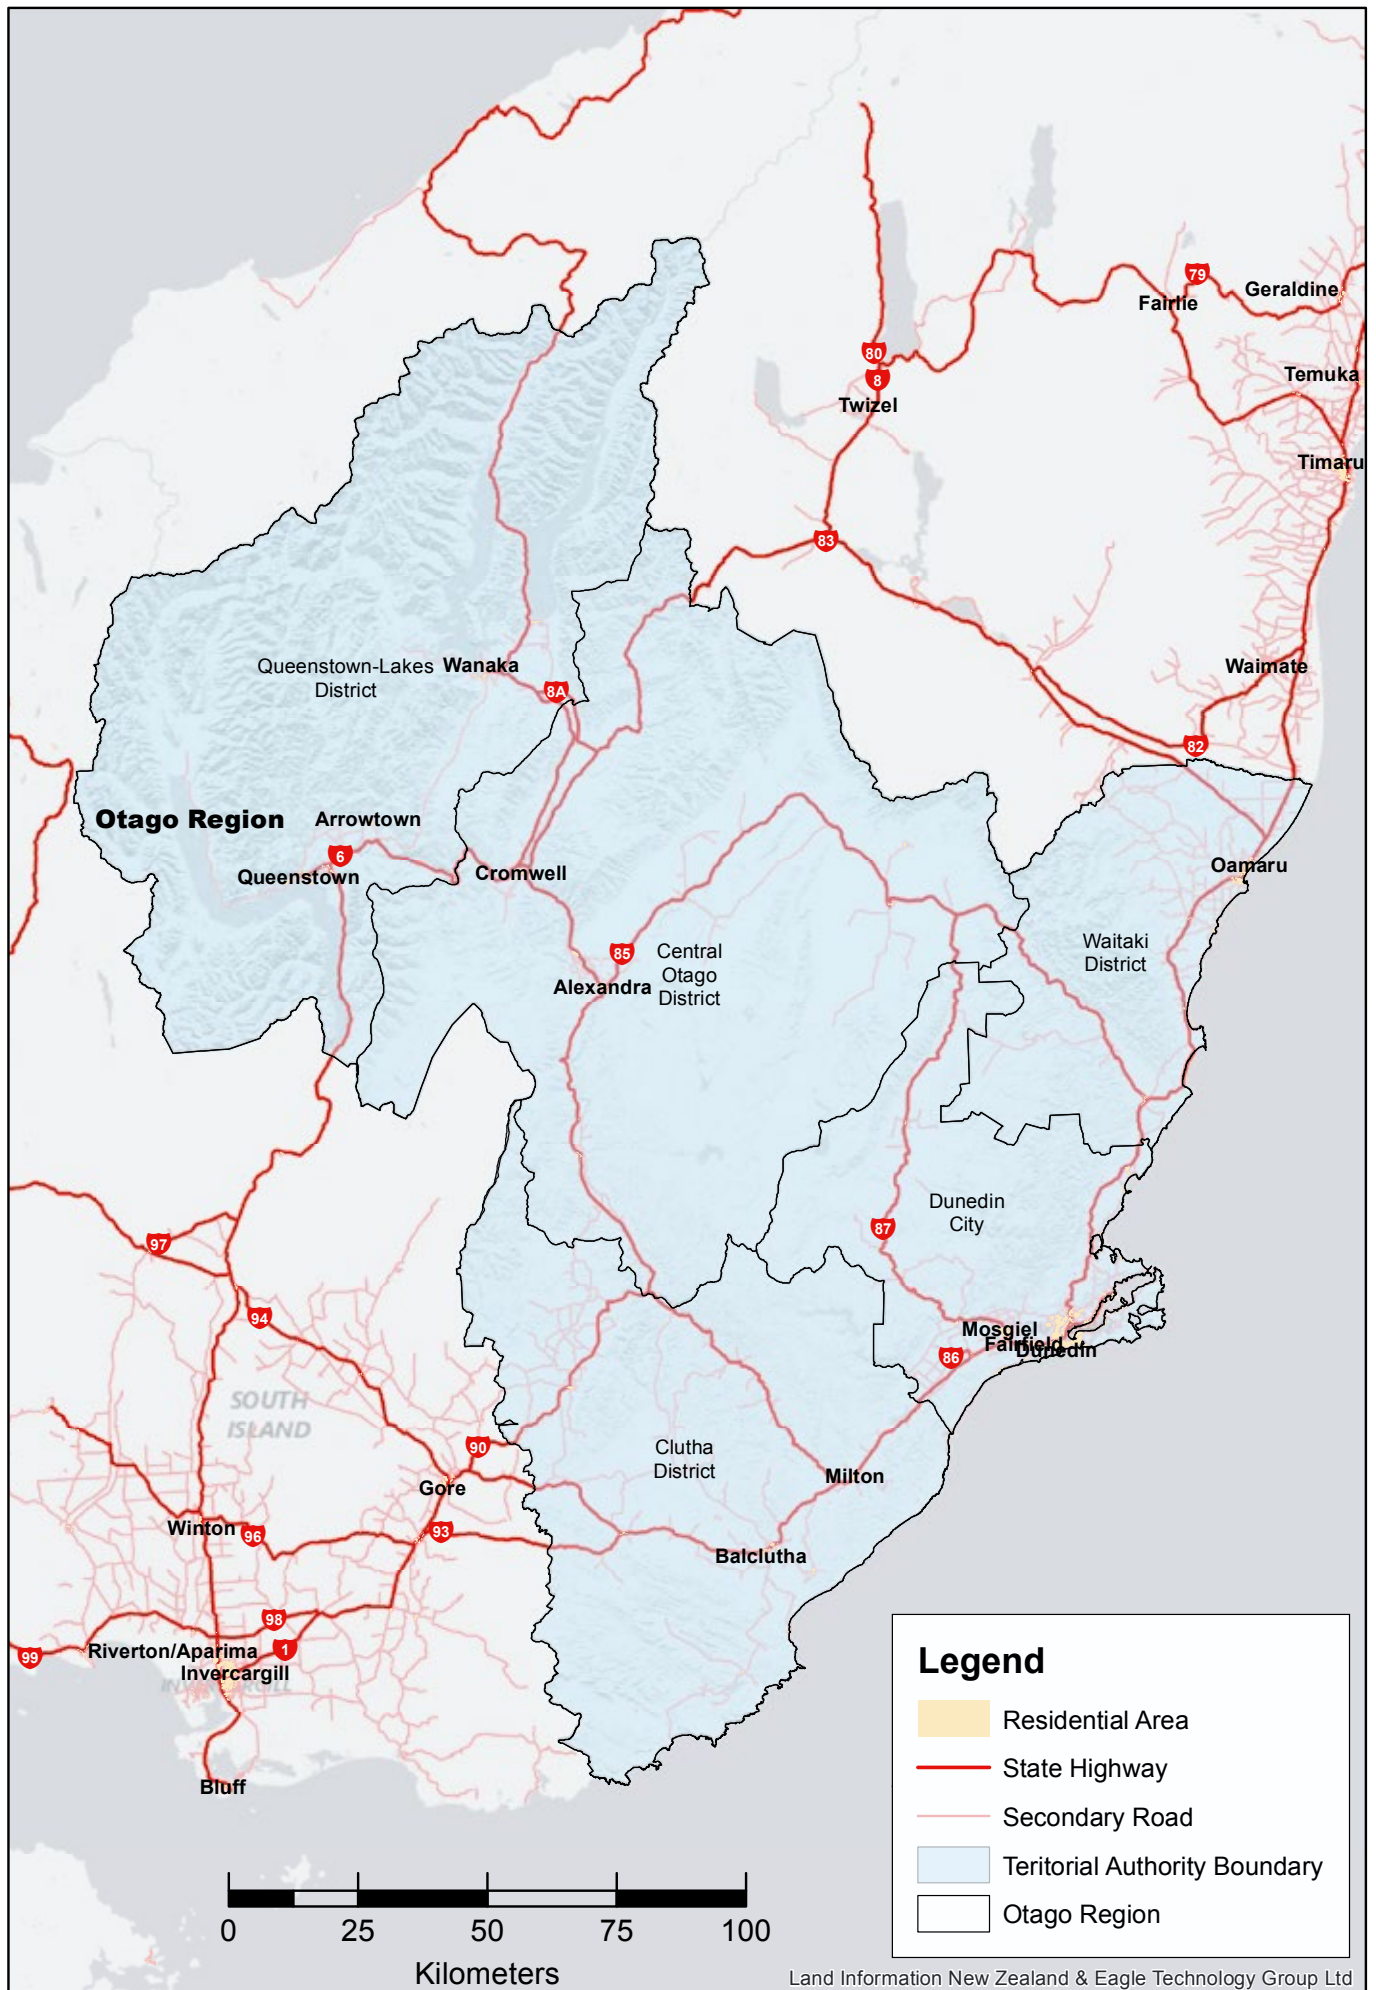 79
Geraldine
Fairlie
80
8
Temuka
Twizel
Timaru
83
Queenstown-Lakes
District
Wanaka
8A
Waimate
82
Otago Region
Arrowtown
6
Queenstown
Cromwell
Oamaru
85
Central
Otago
District
Alexandra
Waitaki
District
Dunedin
City
87
97
94
Mosgiel
Fairfield
Dunedin
86
SOUTH
ISLAND
90
Clutha
District
Gore
Milton
Winton
96
93
Balclutha
98
99
Riverton/Aparima
1
Invercargill
INVERCARGILL
Bluff
Legend
Residential Area
State Highway
Secondary Road
Teritorial Authority Boundary
Otago Region
0 25 50 75 100
Kilometers
Land Information New Zealand & Eagle Technology Group Ltd